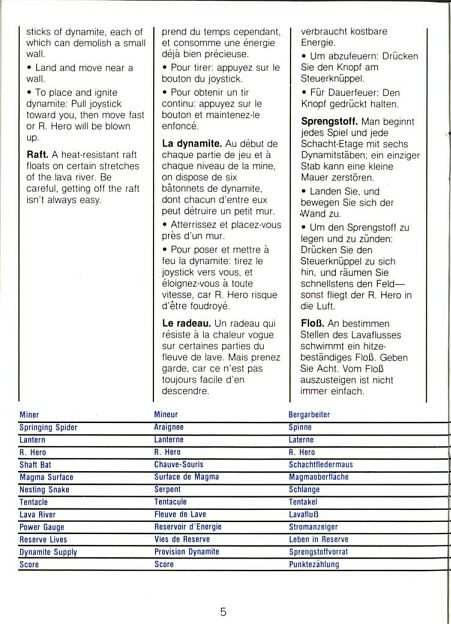 sticks of dynamite, each of
which can demolish a small
wall.
• Land and move near a
wall.
• To place and ignite
dynamite: Pull joystick
toward you, then move fast
or R. Hero will be blown
up.
Raft. A heat-resistant raft
floats on certain stretches
of the lava river. Be
careful, getting off the raft
isn't always easy.
prend du temps cependant,
et consomme une énergie
déjà bien précieuse.
• Pour tirer: appuyez sur le
bouton du joystick.
• Pour obtenir un tir
continu: appuyez sur le
bouton et maintenez-le
enfoncé.
La dynamite. Au début de
chaque partie de jeu et à
chaque niveau de la mine,
on dispose de six
bâtonnets de dynamite,
dont chacun d'entre eux
peut détruire un petit mur.
• Atterrissez et placez-vous
près d'un mur.
• Pour poser et mettre à
feu la dynamite: tirez le
joystick vers vous, et
éloignez-vous à toute
vitesse, car R. Hero risque
d'être foudroyé.
Le radeau. Un radeau qui
résiste à la chaleur vogue
sur certaines parties du
fleuve de lave. Mais prenez
garde, car ce n'est pas
toujours facile d'en
descendre.
verbraucht kostbare
Energie.
• Um abzufeuern: Drücken
Sie den Knopf am
Steuerknüppel.
• Für Dauerfeuer: Den
Knopf gedrückt halten.
Sprengstoff. Man beginnt
jedes Spiel und jede
Schacht-Etage mit sechs
Dynamitstäben; ein einziger
Stab kann eine kleine
Mauer zerstören.
• Landen Sie, und
bewegen Sie sich der
Wand zu.
• Um den Sprengstoff zu
legen und zu zünden:
Drücken Sie den
Steuerknüppel zu sich
hin, und räumen Sie
schnellstens den Feld—
sonst fliegt der R. Hero in
die Luft.
Floß. An bestimmen
Stellen des Lavaflusses
schwimmt ein hitze-
beständiges Floß. Geben
Sie Acht. Vom Floß
auszusteigen ist nicht
immer einfach.
Miner Mineur Bergarbeiter
Springing Spider Araignee Spinne
Lantern Lanterne Laterne
R. Hero R. Hero R. Hero
Shaft Bat Chauve-Souris Schachtfledermaus
Magma Surface Surface de Magma Magmaoberflache
Nesting Snake Serpent Schlange
Tentacle Tentacule Tentakel
Lava River Fleuve de Lave Lavafluß
Power Gauge Reservoir d'Energie Stromanzeiger
Reserve Lives Vies de Reserve Leben in Reserve
Dynamite Supply Provision Dynamite Sprengstoffvorrat
Score Score Punktezählung
5